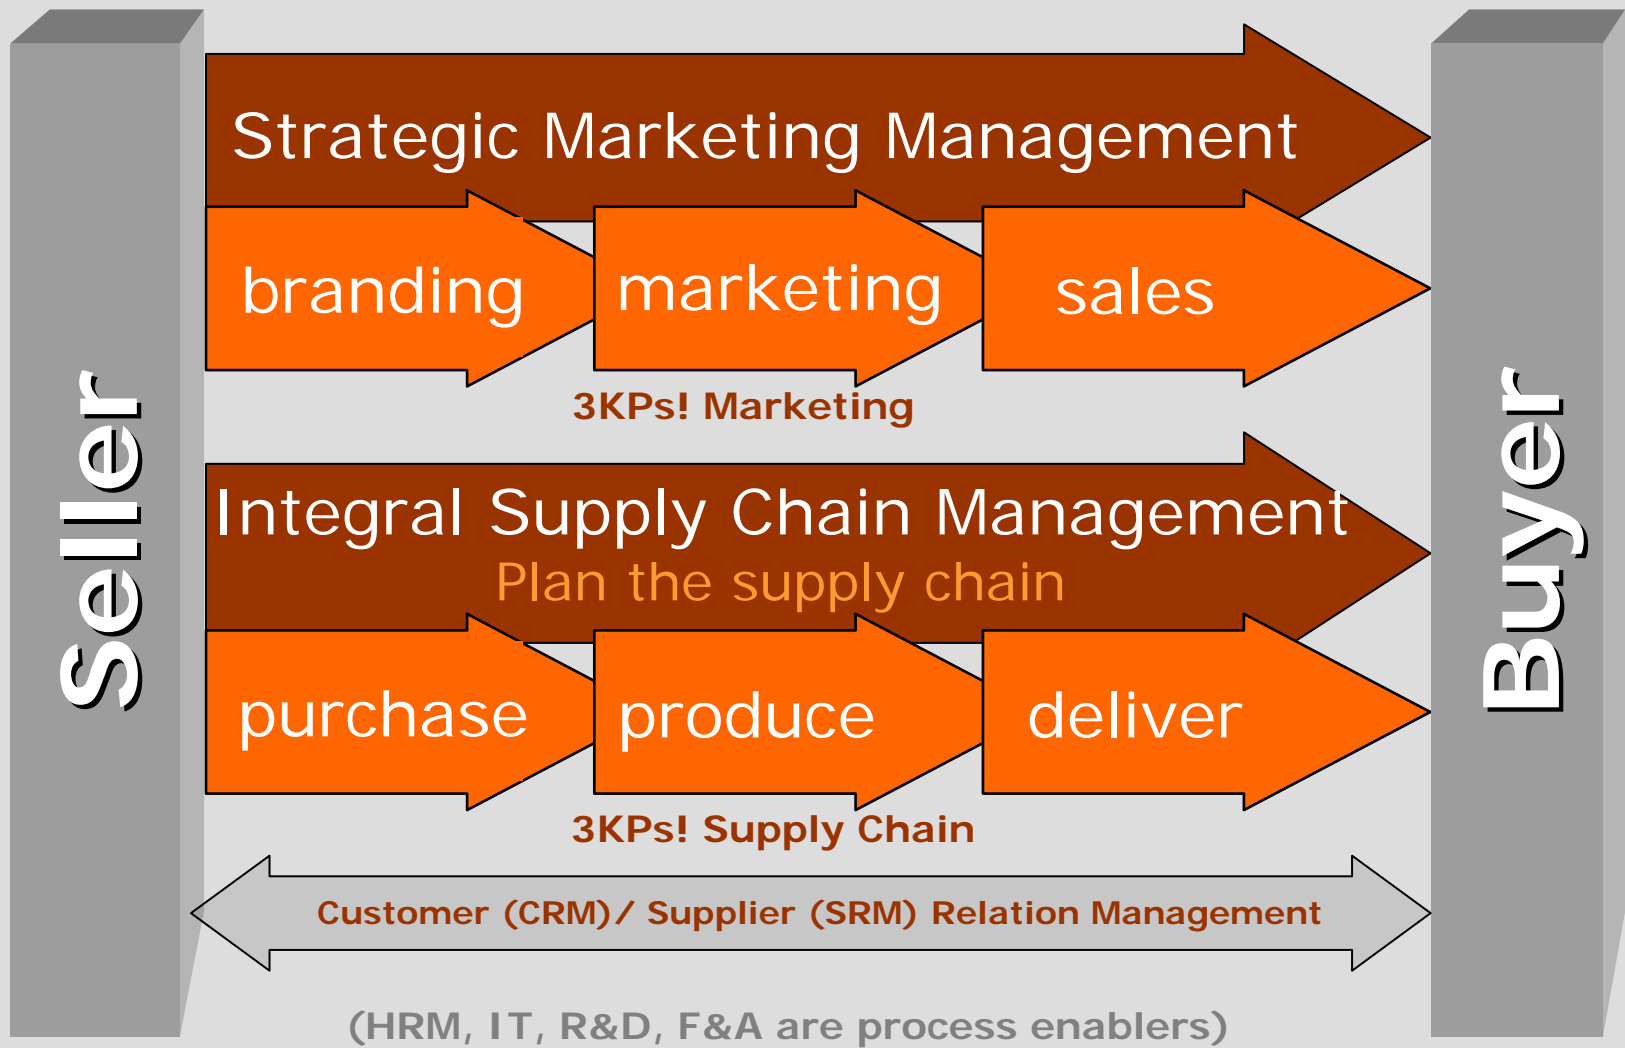 Seller
Strategic Marketing Management
branding
marketing
sales
3KPs! Marketing
Integral Supply Chain Management
Plan the supply chain
purchase
produce
deliver
3KPs! Supply Chain
Customer (CRM)/ Supplier (SRM) Relation Management
(HRM, IT, R&D, F&A are process enablers)
Buyer